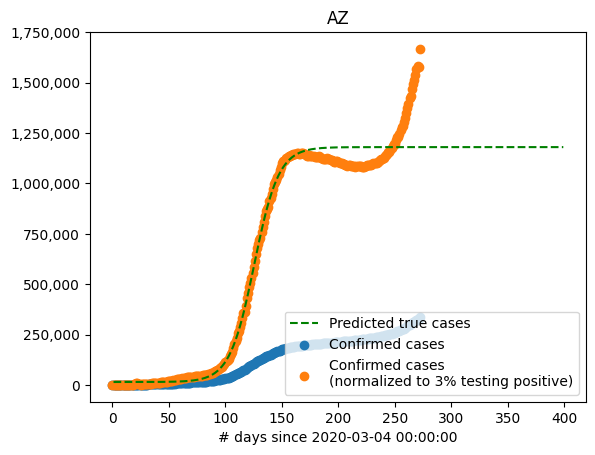 AZ
1,750,000
1,500,000
1,250,000
1,000,000
750,000
500,000
250,000
0
Predicted true cases
Confirmed cases
Confirmed cases
(normalized to 3% testing positive)
0 50 100 150 200 250 300 350 400
# days since 2020-03-04 00:00:00